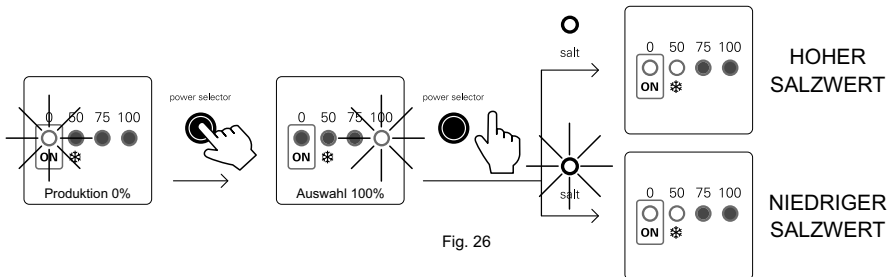 0 50 75 100
ON
Produktion 0%
power selector
0 50 75 100
ON
Auswahl 100%
power selector
salt
0 50 75 100
ON
HOHER
SALZWERT
salt
0 50 75 100
ON
NIEDRIGER
SALZWERT
Fig. 26